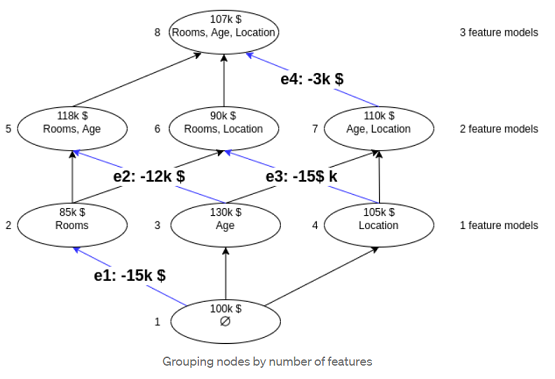 107k $
8 Rooms, Age, Location 3 feature models
e4: -3k $
118k $ 90k $ 110k $
5 Rooms, Age 6 Rooms, Location 7 Age, Location 2 feature models
e2: -12k $ e3: -15$ k
85k $ 130k $ 105k $
2 Rooms 3 Age 4 Location 1 feature models
e1: -15k $
100k $
1 ∅
Grouping nodes by number of features